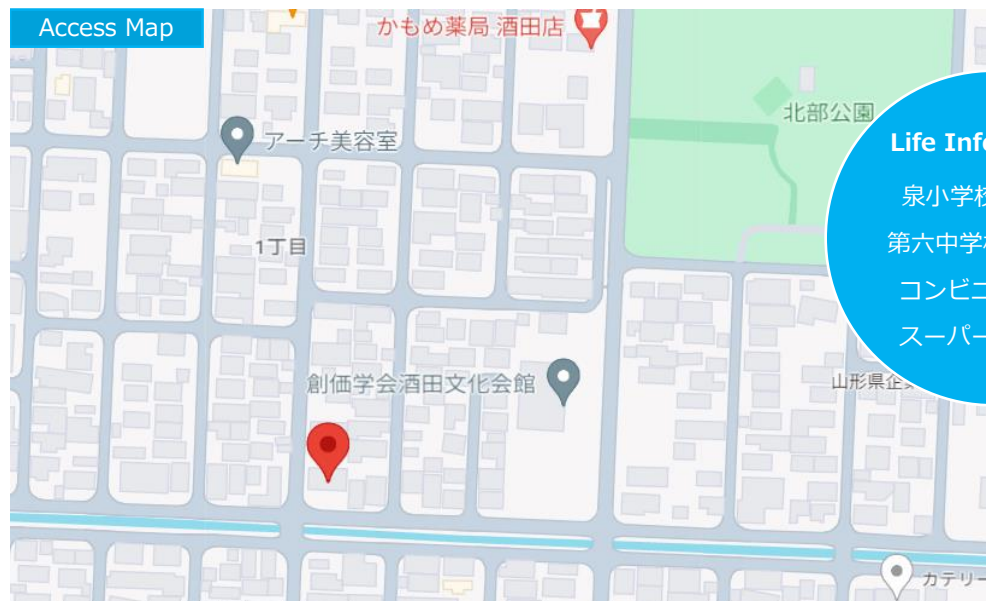 Access Map
かもめ薬局 酒田店
北部公園
アーチ美容室
Life Inf
泉小学校
第六中学校
1丁目
コンビニ
スーパー
創価学会酒田文化会館
山形県企
カテリー